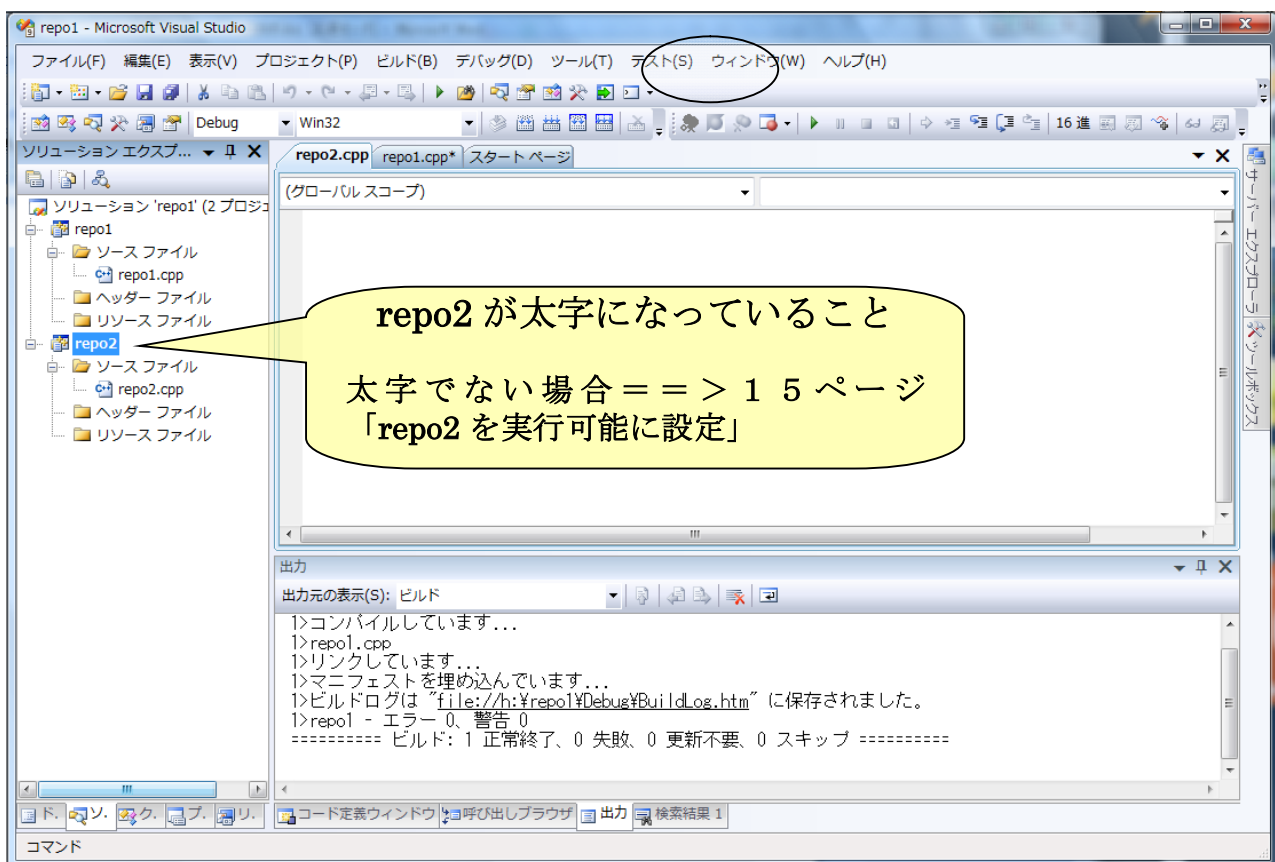 repo1 - Microsoft Visual Studio
ファイル(F) 編集(E) 表示(V) プロジェクト(P) ビルド(B) デバッグ(D) ツール(T) テスト(S) ウィンドウ(W) ヘルプ(H)
Debug Win32 16 進
ソリューション エクスプ...
repo2.cpp repo1.cpp* スタート ページ
(グローバル スコープ)
ソリューション 'repo1' (2 プロジェ
repo1
ソース ファイル
repo1.cpp
ヘッダー ファイル
リソース ファイル
repo2
ソース ファイル
repo2.cpp
ヘッダー ファイル
リソース ファイル
repo2 が太字になっていること
太字でない場合==>15ページ
「repo2 を実行可能に設定」
サーバー エクスプローラ
ツールボックス
出力
出力元の表示(S): ビルド
1>コンパイルしています...
1>repo1.cpp
1>リンクしています...
1>マニフェストを埋め込んでいます...
1>ビルドログは "file://h:¥repo1¥Debug¥BuildLog.htm" に保存されました。
1>repo1 - エラー 0、警告 0
========== ビルド: 1 正常終了、0 失敗、0 更新不要、0 スキップ ==========
ド. ソ. ク. プ. リ.
コード定義ウィンドウ 呼び出しブラウザ 出力 検索結果 1
コマンド